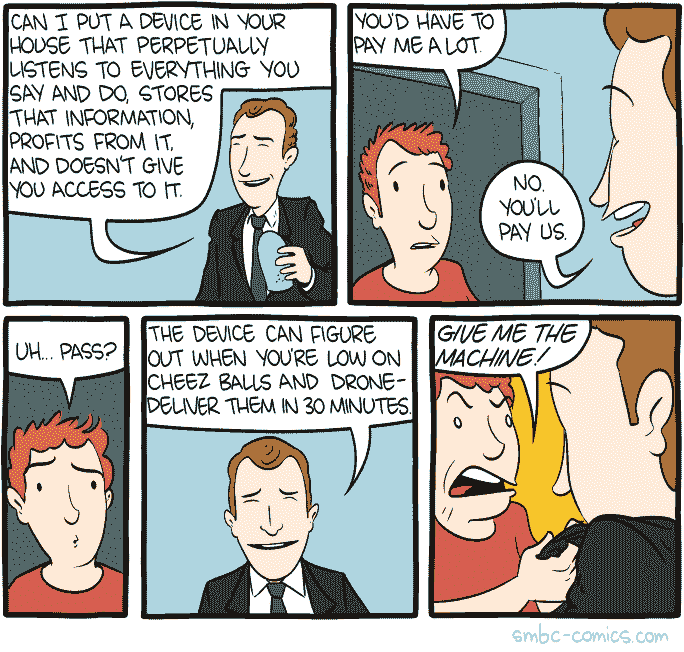 CAN I PUT A DEVICE IN YOUR
HOUSE THAT PERPETUALLY
LISTENS TO EVERYTHING YOU
SAY AND DO, STORES
THAT INFORMATION,
PROFITS FROM IT,
AND DOESN'T GIVE
YOU ACCESS TO IT.
YOU'D HAVE TO
PAY ME A LOT.
NO.
YOU'LL
PAY US.
UH... PASS?
THE DEVICE CAN FIGURE
OUT WHEN YOU'RE LOW ON
CHEEZ BALLS AND DRONE-
DELIVER THEM IN 30 MINUTES.
GIVE ME THE
MACHINE!
smbc-comics.com